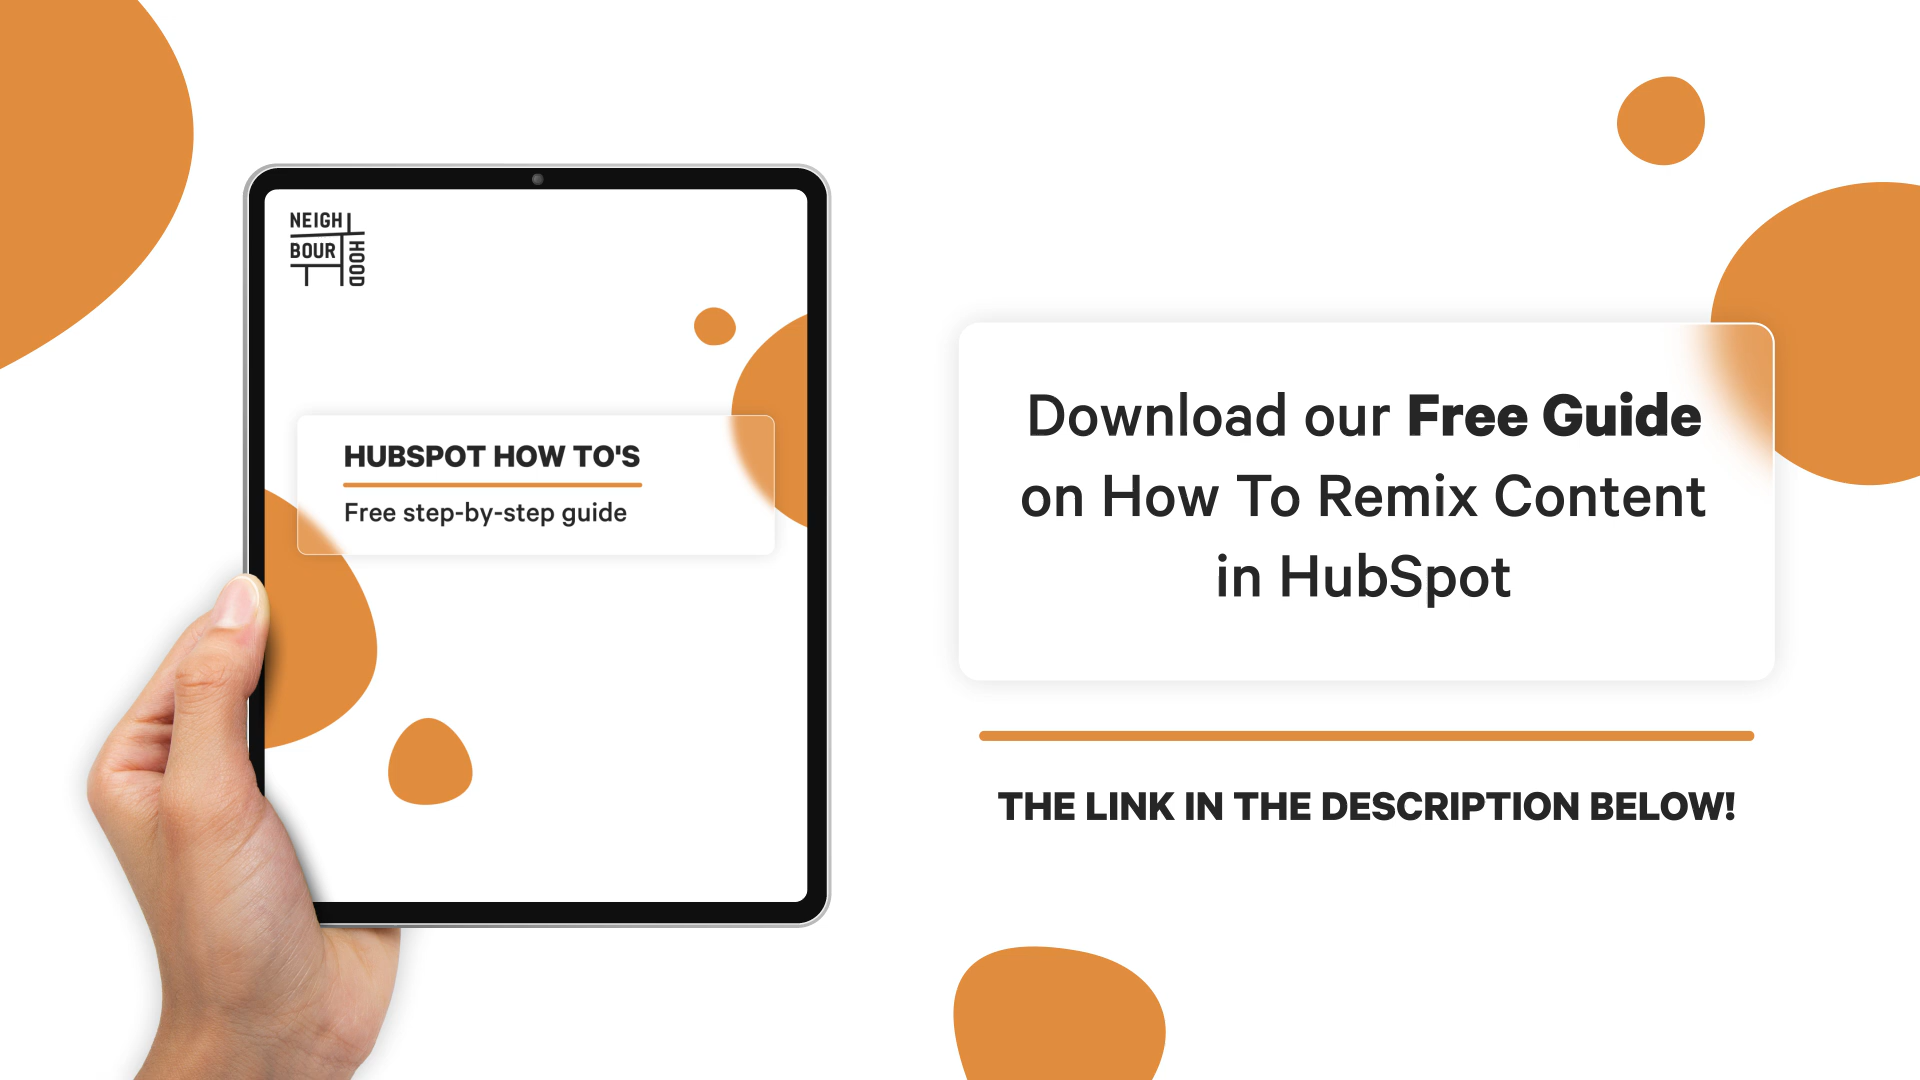 NEIGH
BOUR
HOOD
HUBSPOT HOW TO'S
Free step-by-step guide
Download our Free Guide
on How To Remix Content
in HubSpot
THE LINK IN THE DESCRIPTION BELOW!